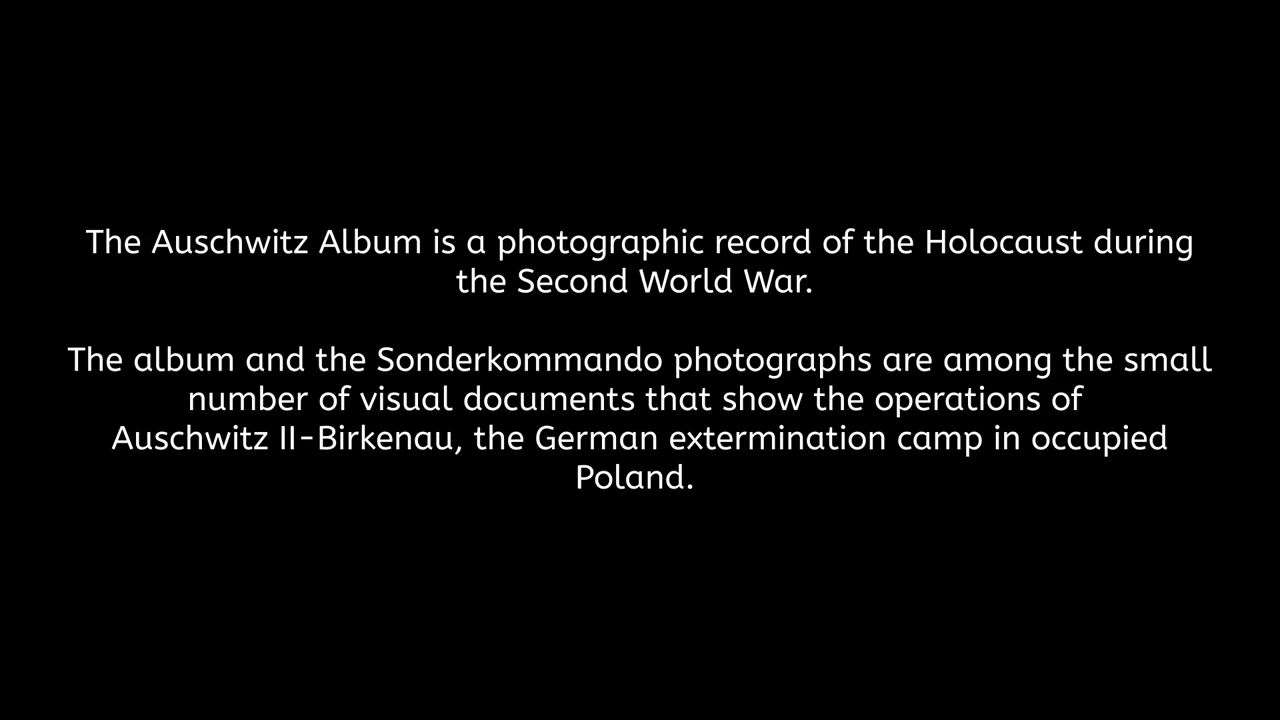 The Auschwitz Album is a photographic record of the Holocaust during
the Second World War.
The album and the Sonderkommando photographs are among the small
number of visual documents that show the operations of
Auschwitz II-Birkenau, the German extermination camp in occupied
Poland.